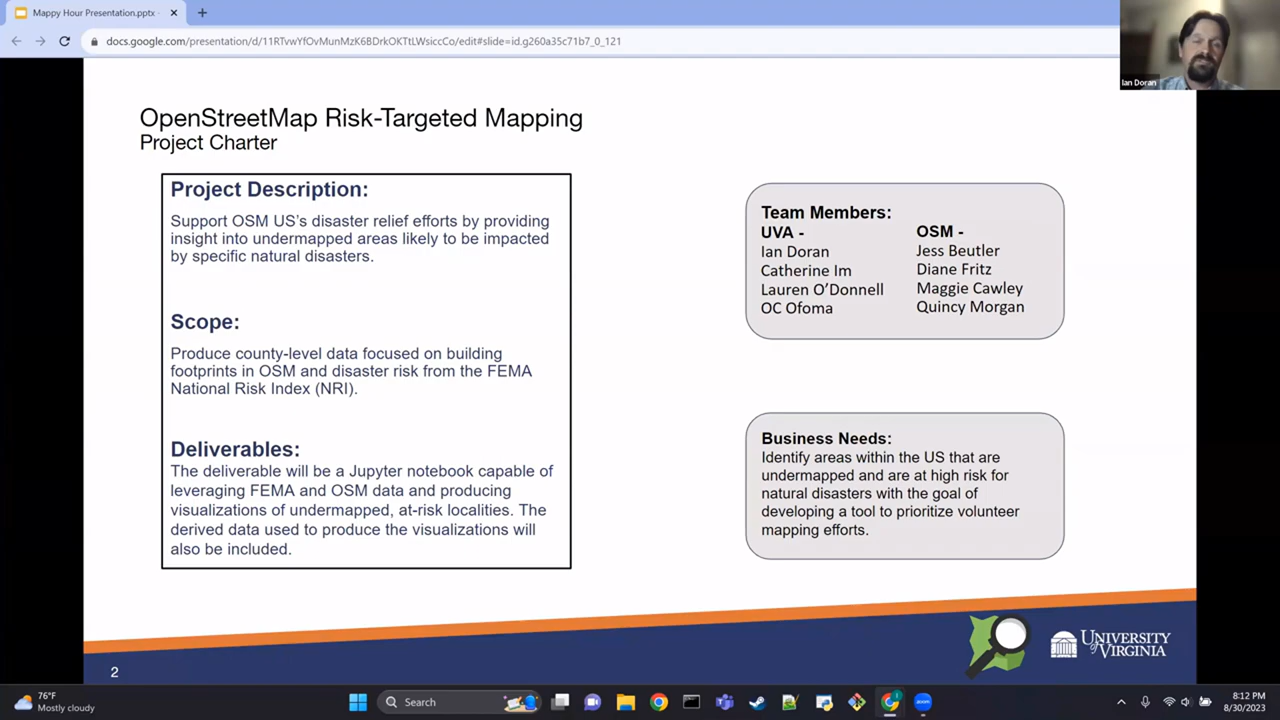 Mappy Hour Presentation.pptx -
docs.google.com/presentation/d/11RTvwYfOvMunMzK6BDrkOKTtLWsiccCo/edit#slide=id.g260a35c71b7_0_121
Ian Doran
OpenStreetMap Risk-Targeted Mapping
Project Charter
Project Description:
Support OSM US's disaster relief efforts by providing
insight into undermapped areas likely to be impacted
by specific natural disasters.
Scope:
Produce county-level data focused on building
footprints in OSM and disaster risk from the FEMA
National Risk Index (NRI).
Deliverables:
The deliverable will be a Jupyter notebook capable of
leveraging FEMA and OSM data and producing
visualizations of undermapped, at-risk localities. The
derived data used to produce the visualizations will
also be included.
Team Members:
UVA -
Ian Doran
Catherine Im
Lauren O'Donnell
OC Ofoma
OSM -
Jess Beutler
Diane Fritz
Maggie Cawley
Quincy Morgan
Business Needs:
Identify areas within the US that are
undermapped and are at high risk for
natural disasters with the goal of
developing a tool to prioritize volunteer
mapping efforts.
2
UNIVERSITY
of VIRGINIA
76°F
Mostly cloudy
Search
8:12 PM
8/30/2023